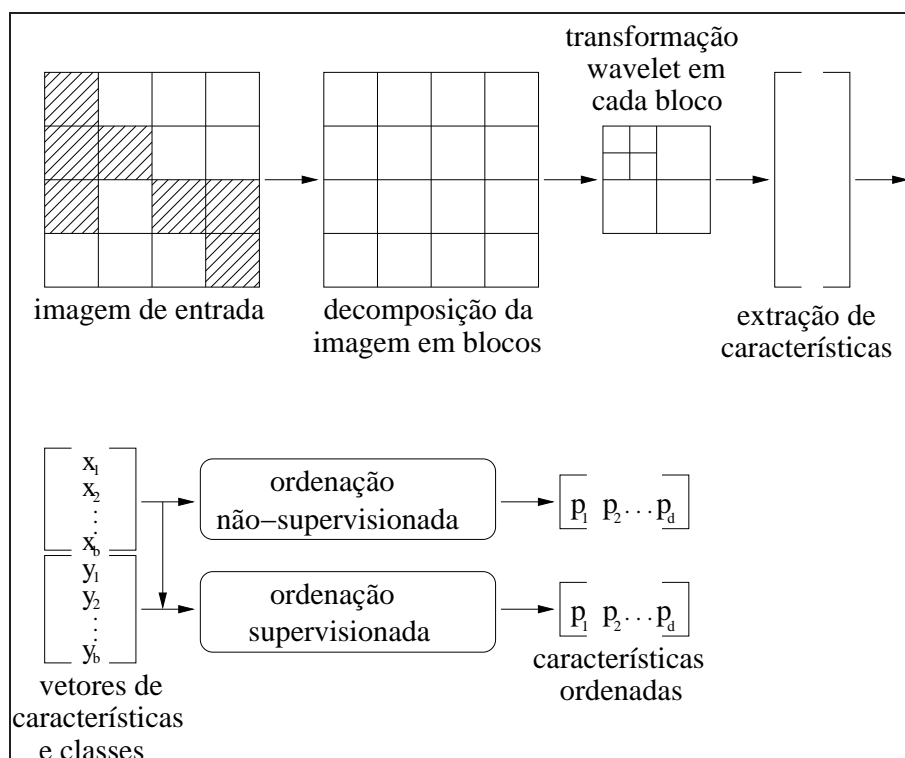 transformação
wavelet em
cada bloco
imagem de entrada
decomposição da
imagem em blocos
extração de
características
x1
x2
⋮
xb
y1
y2
⋮
yb
vetores de
características
e classes
ordenação
não−supervisionada
p1 p2 ... pd
ordenação
supervisionada
p1 p2 ... pd
características
ordenadas